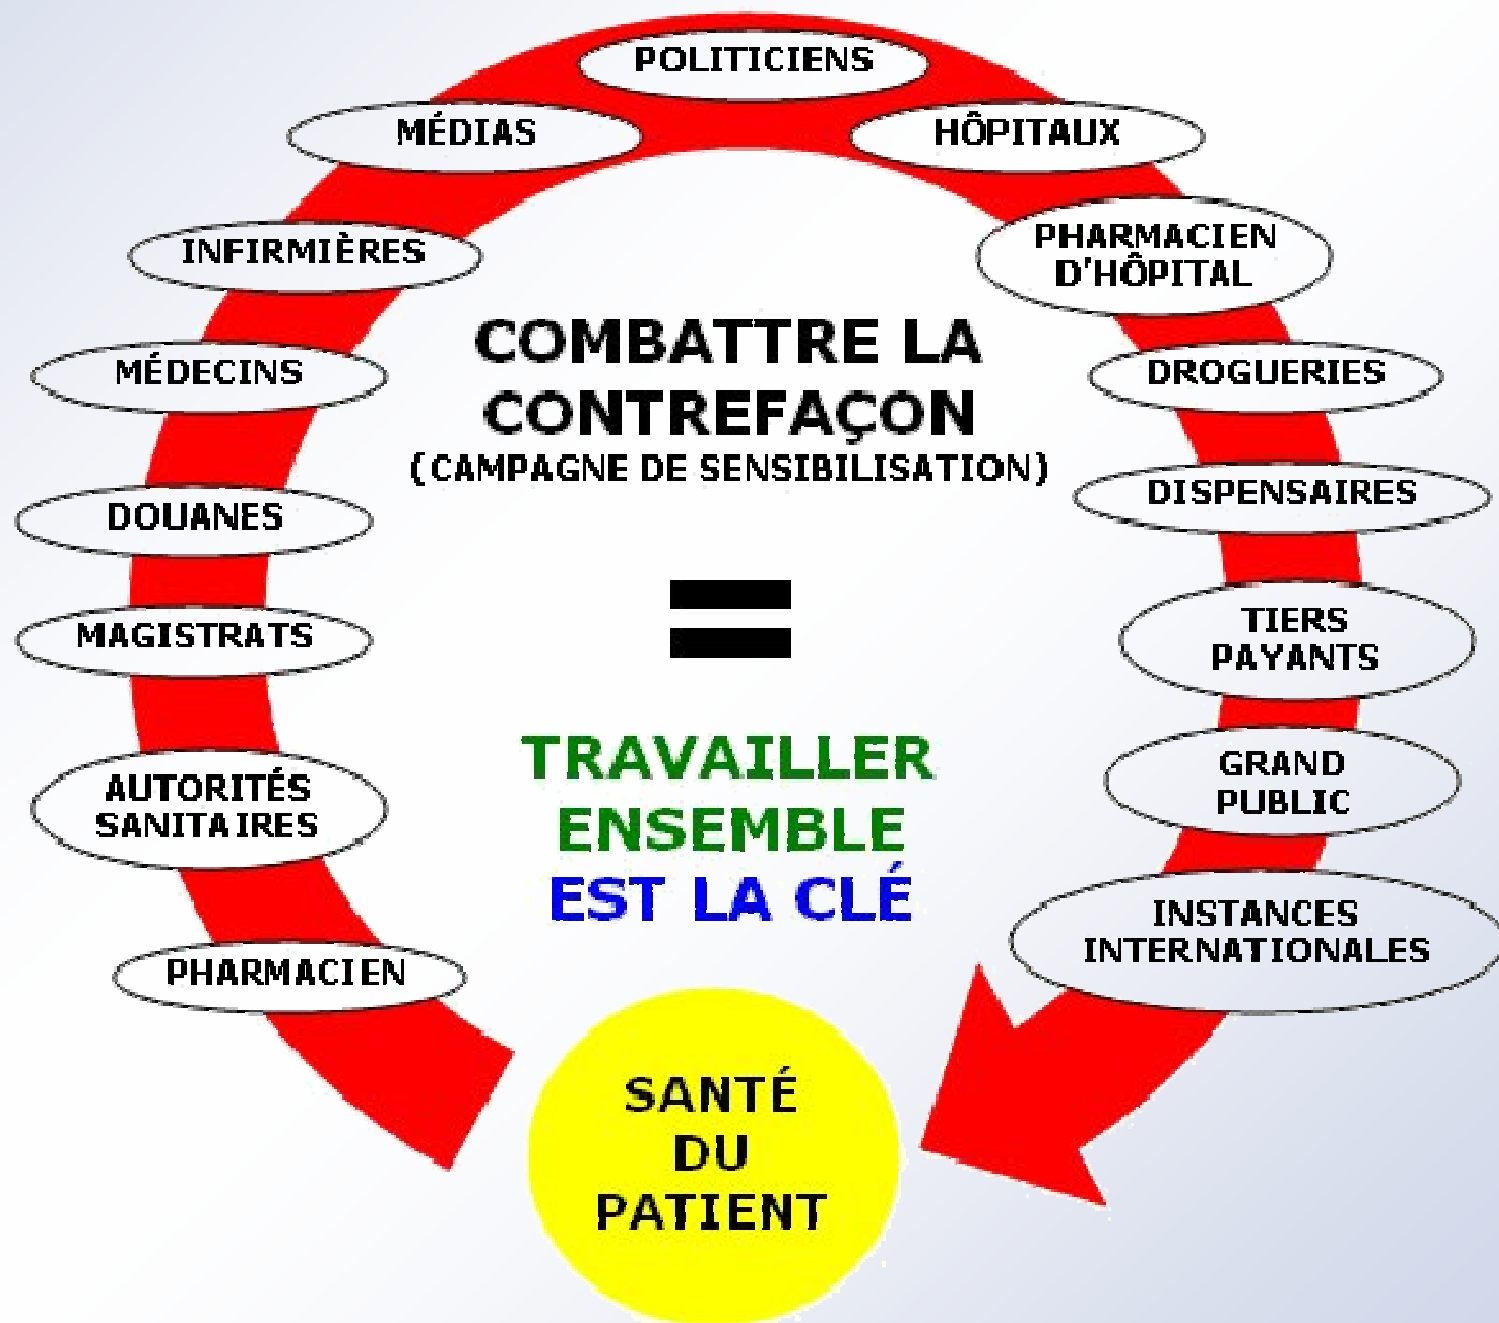 POLITICIENS
MÉDIAS
HÔPITAUX
INFIRMIÈRES
PHARMACIEN
D'HÔPITAL
MÉDECINS
DROGUERIES
COMBATTRE LA
CONTREFAÇON
(CAMPAGNE DE SENSIBILISATION)
DOUANES
DISPENSAIRES
=
MAGISTRATS
TIERS
PAYANTS
TRAVAILLER
ENSEMBLE
EST LA CLÉ
AUTORITÉS
SANITAIRES
GRAND
PUBLIC
PHARMACIEN
INSTANCES
INTERNATIONALES
SANTÉ
DU
PATIENT